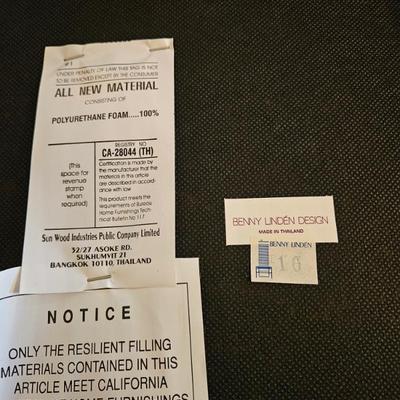 #1
UNDER PENALTY OF LAW THIS TAG IS NOT
TO BE REMOVED EXCEPT BY THE CONSUMER
ALL NEW MATERIAL
CONSISTING OF
POLYURETHANE FOAM.....100%
(This
space for
revenue
stamp
when
required)
REGISTRY NO
CA-28044 (TH)
Certification is made by
the manufacturer that the
materials in this article
are described in accord-
ance with law
This product meets the
requirements of Bureau
Home Furnishings Tech-
nical Bulletin No 117
Sun Wood Industries Public Company Limited
32/27 ASOKE RD.
SUKHUMVIT 21
BANGKOK 10110, THAILAND
BENNY LINDÉN DESIGN
MADE IN THAILAND
BENNY LINDÉN
16
NOTICE
ONLY THE RESILIENT FILLING
MATERIALS CONTAINED IN THIS
ARTICLE MEET CALIFORNIA
HOME FURNISHINGS